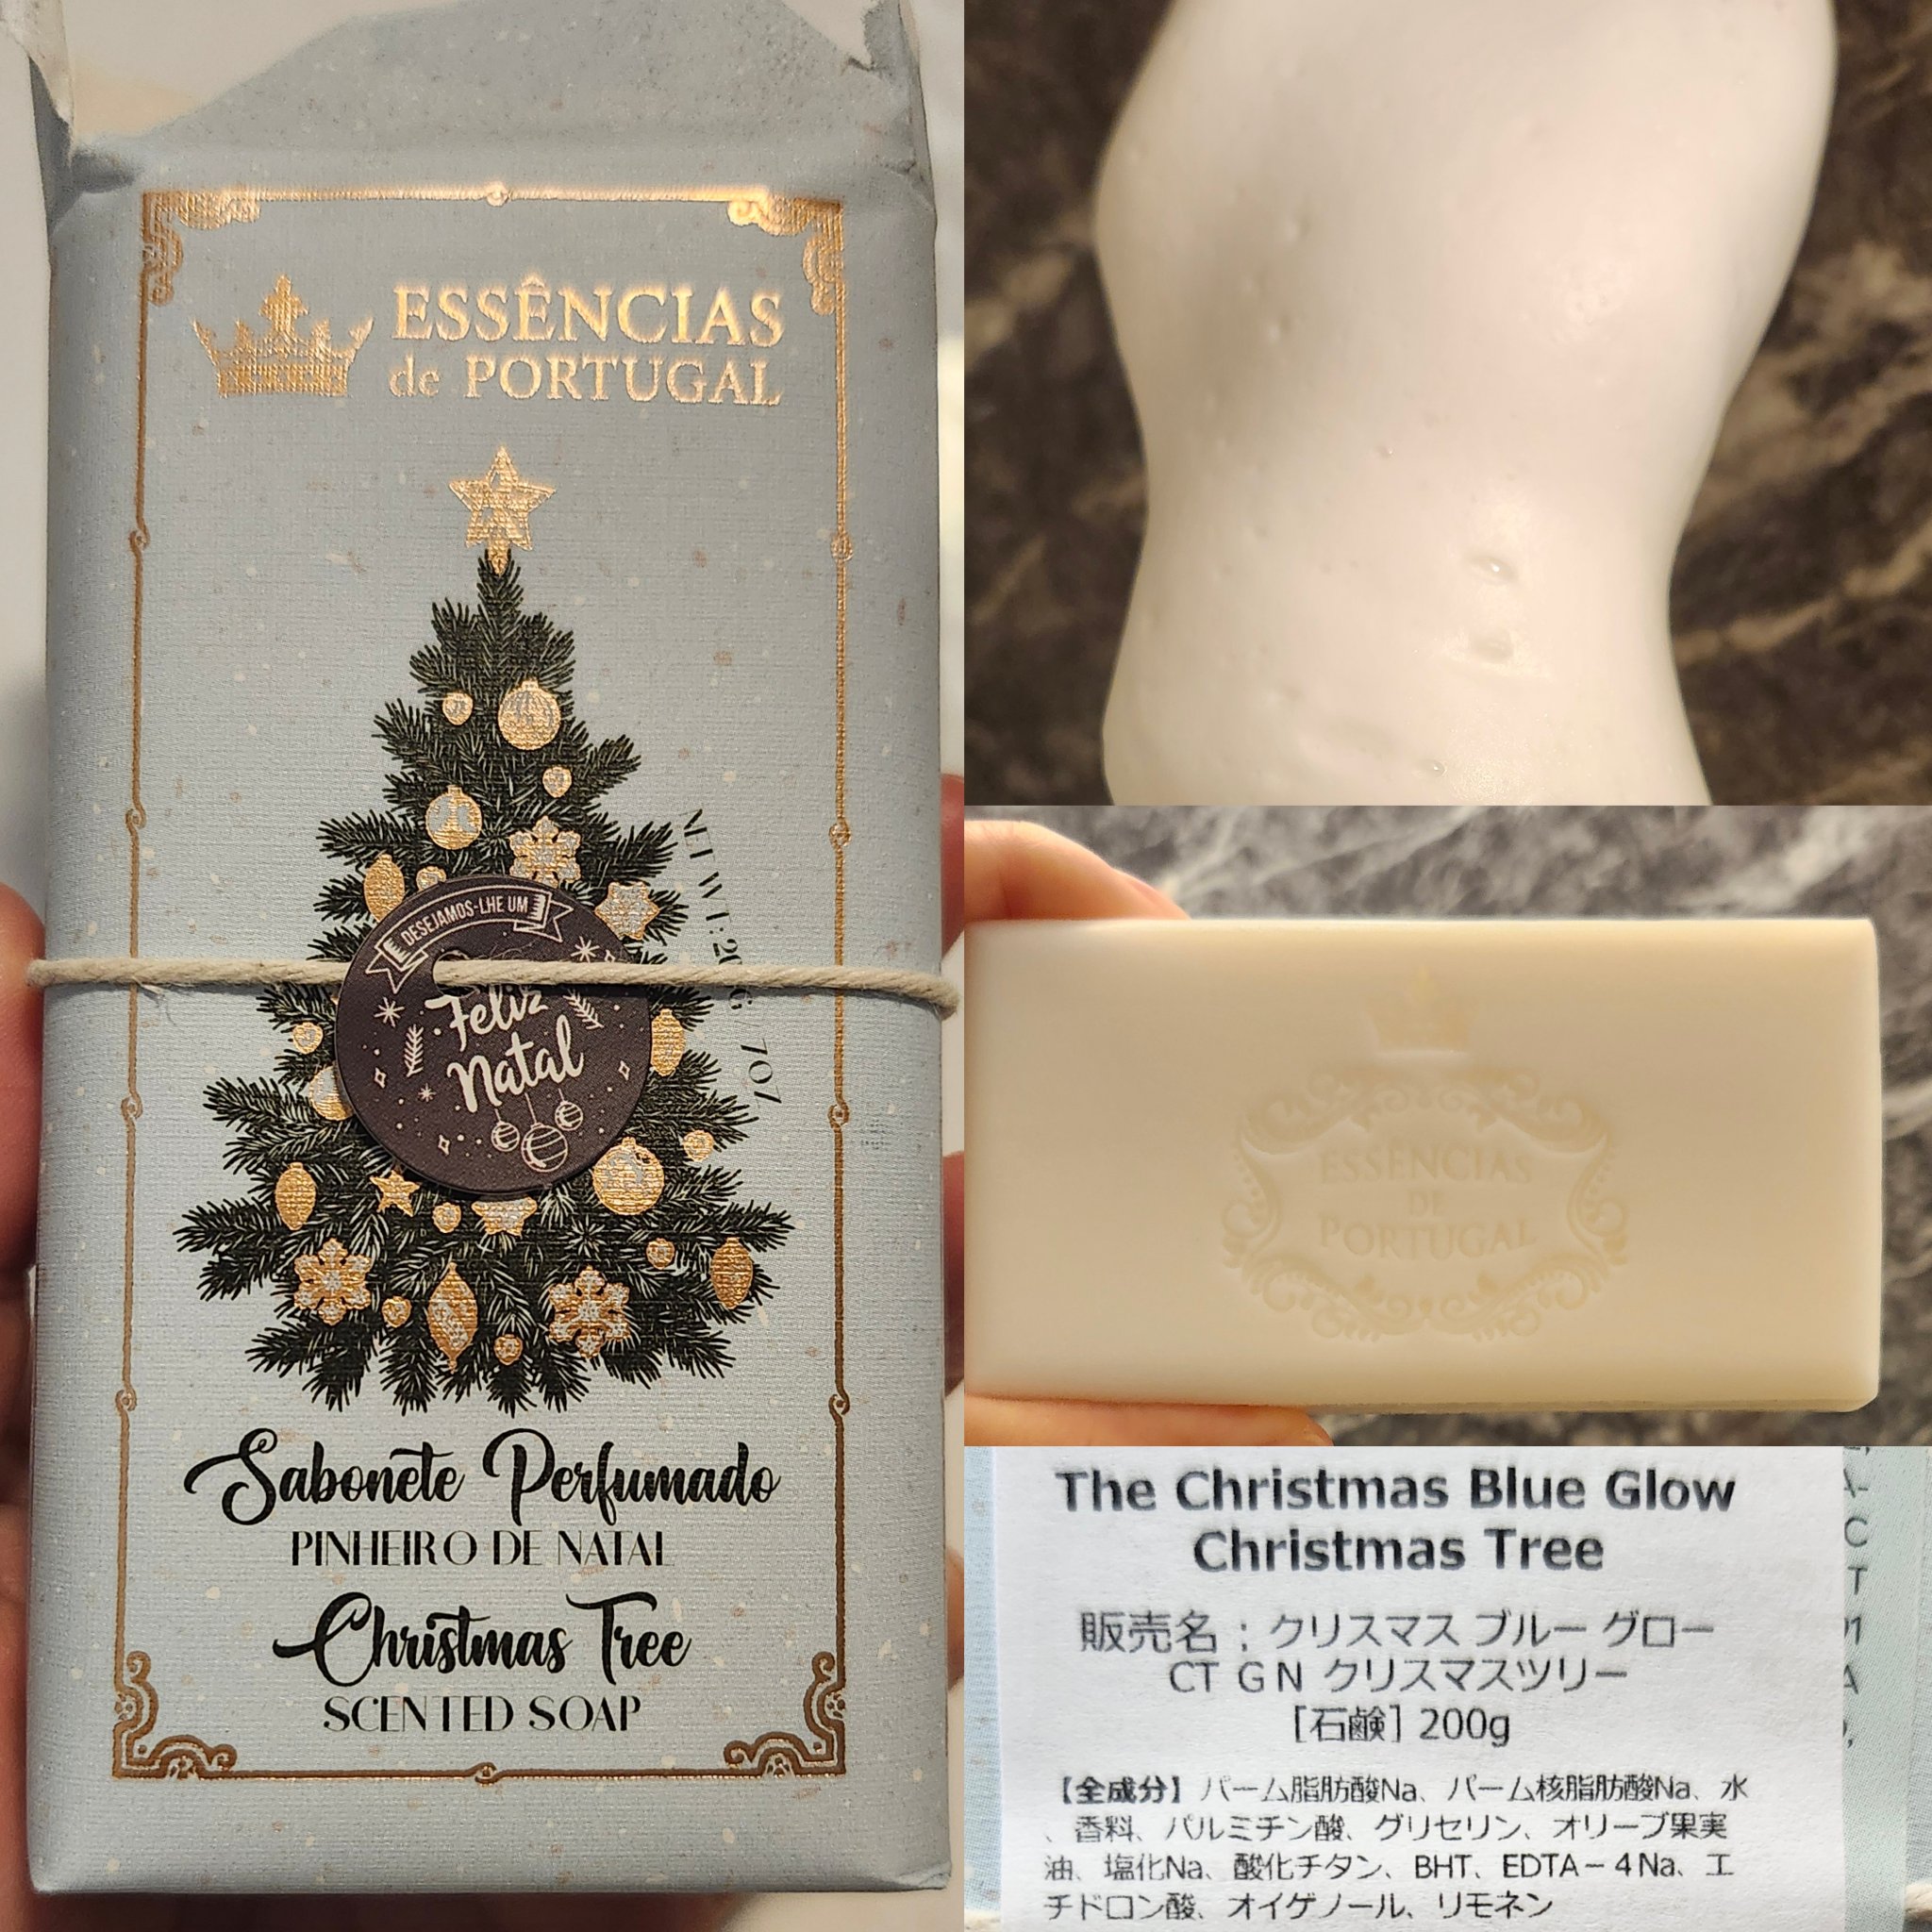 ESSÊNCIAS
de PORTUGAL
DESEJAMOS-LHE UM
Feliz
Natal
Sabonete Perfumado
PINHEIRO DE NATAL
Christmas Tree
SCENTED SOAP
ESSÊNCIAS
DE
PORTUGAL
The Christmas Blue Glow
Christmas Tree
販売名：クリスマス ブルー グロー
CT GN クリスマスツリー
[石鹸] 200g
【全成分】パーム脂肪酸Na、パーム核脂肪酸Na、水
、香料、パルミチン酸、グリセリン、オリーブ果実
油、塩化Na、酸化チタン、BHT、EDTA－4Na、エ
チドロン酸、オイゲノール、リモネン